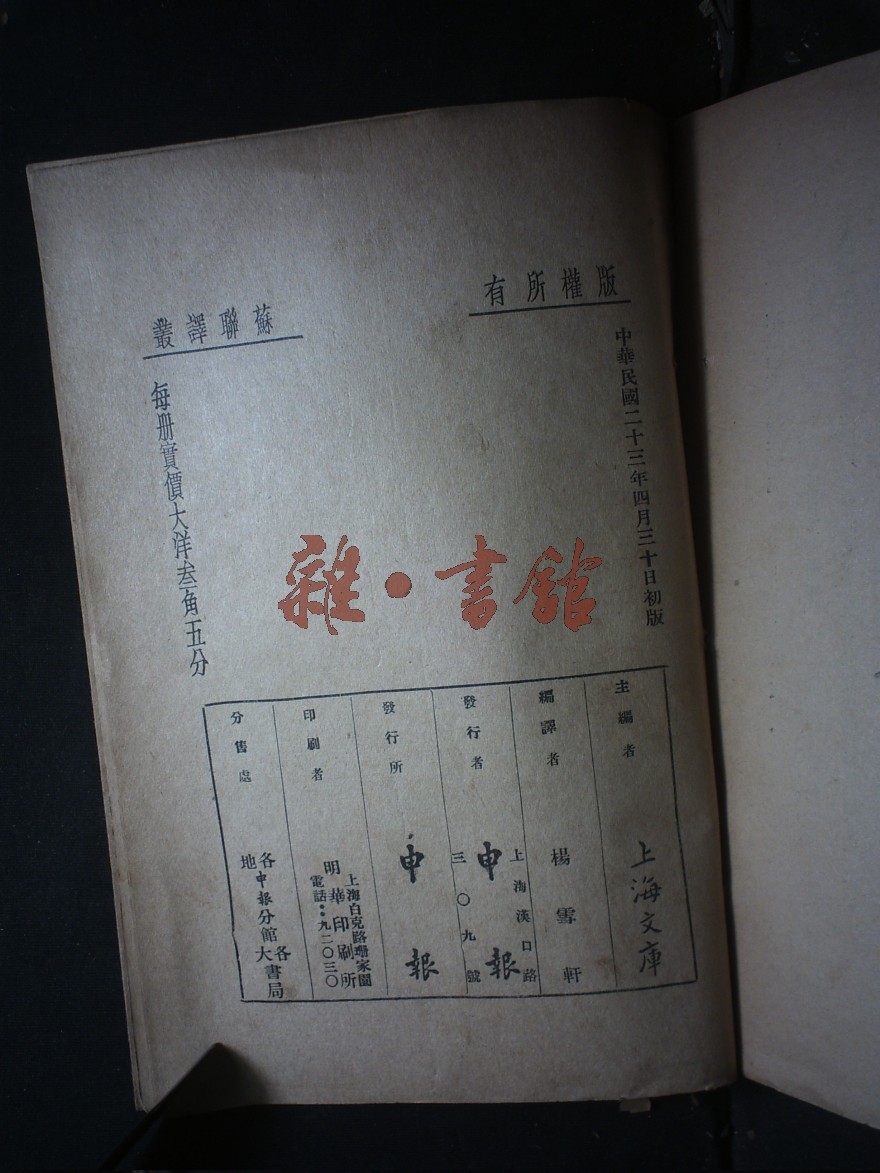 版權所有
中華民國二十三年四月三十日初版
蘇聯譯叢
每册實價大洋叁角五分
雜·書館
主編者
上海文庫
編譯者
楊雪軒
發行者
上海漢口路
申報
三〇九號
發行所
申報
印刷者
上海白克路珊家園
明華印刷所
電話：九二〇三〇
分售處
各地申報分館各大書局